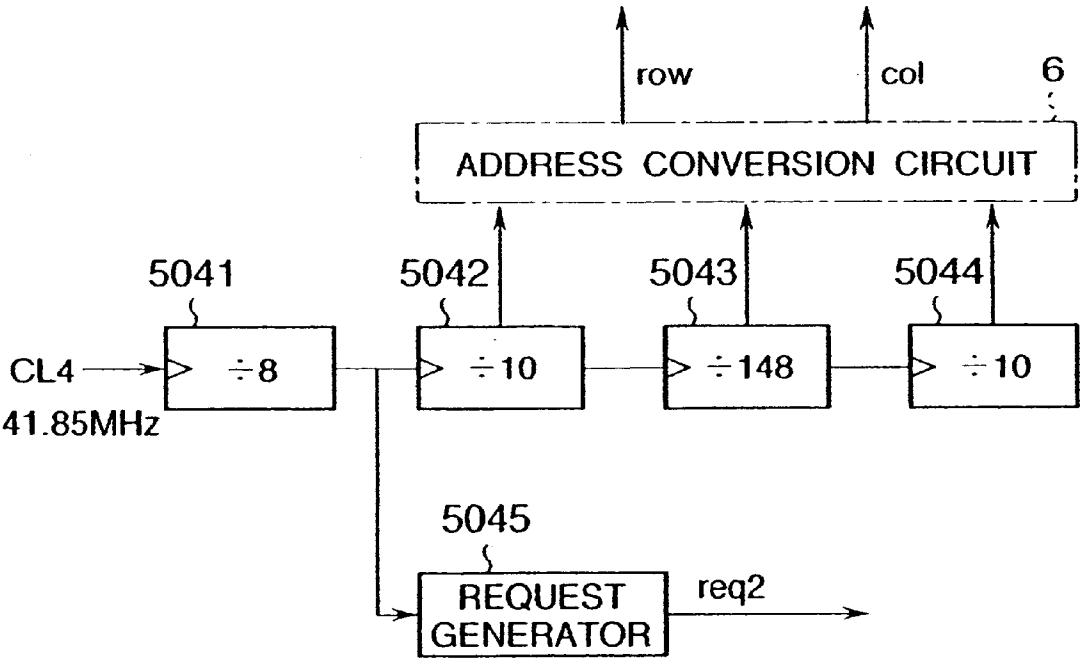 row
col
6
ADDRESS CONVERSION CIRCUIT
5041
5042
5043
5044
CL4
÷8
÷10
÷148
÷10
41.85MHz
5045
REQUEST
GENERATOR
req2